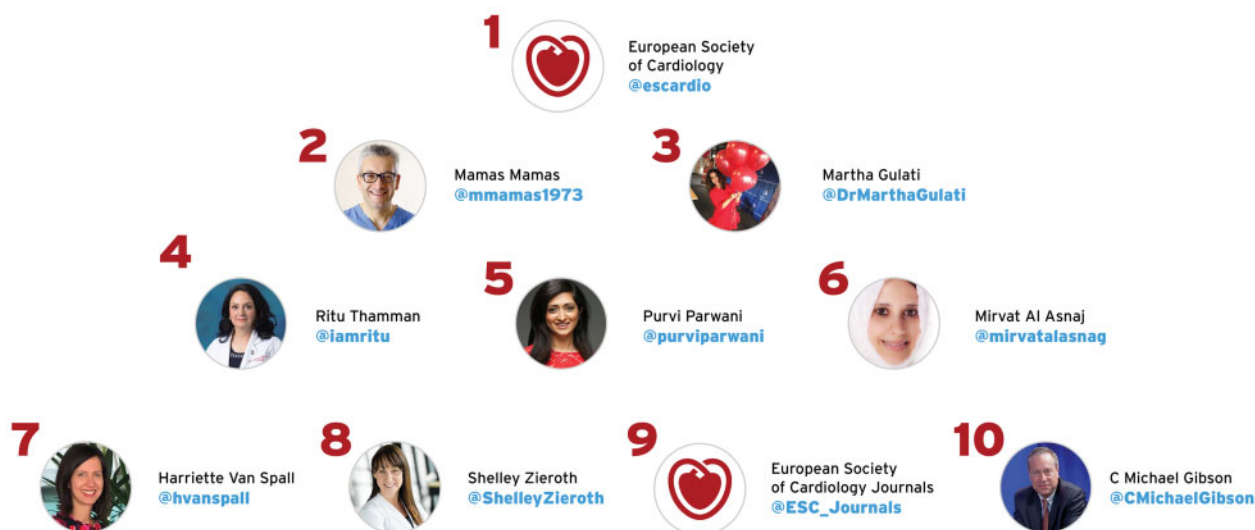 1
European Society
of Cardiology
@escardio
2
Mamas Mamas
@mmamas1973
3
Martha Gulati
@DrMarthaGulati
4
Ritu Thamman
@iamritu
5
Purvi Parwani
@purviparwani
6
Mirvat Al Asnaj
@mirvatalasnag
7
Harriette Van Spall
@hvanspall
8
Shelley Zieroth
@ShelleyZieroth
9
European Society
of Cardiology Journals
@ESC_Journals
10
C Michael Gibson
@CMichaelGibson